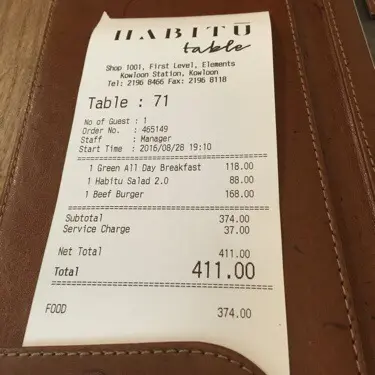 HABITŪ
table
Shop 1001, First Level, Elements
Kowloon Station, Kowloon
Tel: 2196 8466 Fax: 2196 8118
Table : 71
No of Guest : 1
Order No. : 465149
Staff : Manager
Start Time : 2016/08/28 19:10
1 Green All Day Breakfast 118.00
1 Habitu Salad 2.0 88.00
1 Beef Burger 168.00
Subtotal 374.00
Service Charge 37.00
Net Total 411.00
Total 411.00
FOOD 374.00